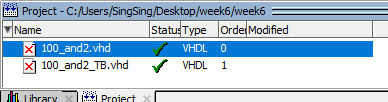 Project - C:/Users/SingSing/Desktop/week6/week6
Name Status Type Order Modified
100_and2.vhd VHDL 0
100_and2_TB.vhd VHDL 1
Library Project